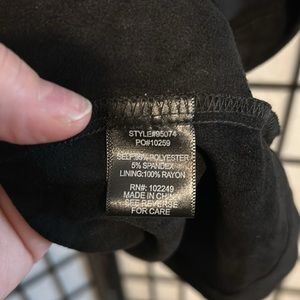 STYLE#95074
PO#10259
SELF:95% POLYESTER
5% SPANDEX
LINING:100% RAYON
RN#: 102249
MADE IN CHINA
SEE REVERSE
FOR CARE